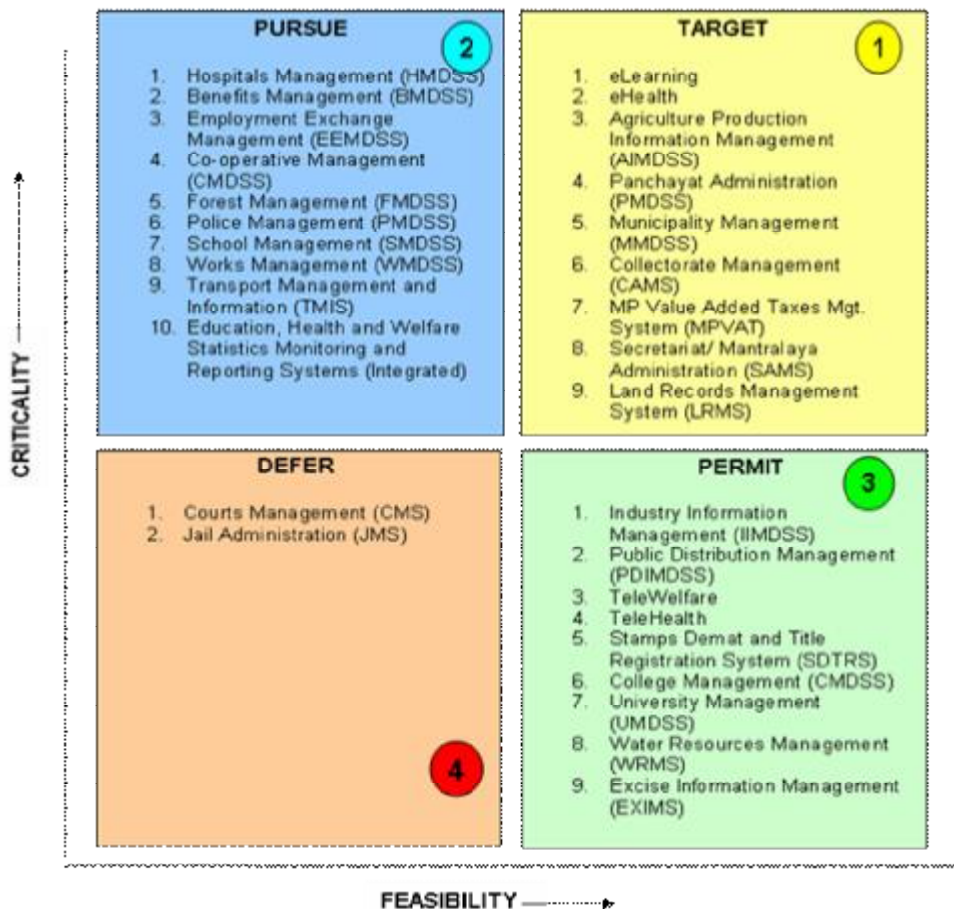 PURSUE
2
1. Hospitals Management (HMDSS)
2. Benefits Management (BMDSS)
3. Employment Exchange
Management (EEMDSS)
4. Co-operative Management
(CMDSS)
5. Forest Management (FMDSS)
6. Police Management (PMDSS)
7. School Management (SMDSS)
8. Works Management (WMDSS)
9. Transport Management and
Information (TMIS)
10. Education, Health and Welfare
Statistics Monitoring and
Reporting Systems (Integrated)
TARGET
1
1. eLearning
2. eHealth
3. Agriculture Production
Information Management
(AIMDSS)
4. Panchayat Administration
(PMDSS)
5. Municipality Management
(MMDSS)
6. Collectorate Management
(CAMS)
7. MP Value Added Taxes Mgt.
System (MPVAT)
8. Secretariat/ Mantralaya
Administration (SAMS)
9. Land Records Management
System (LRMS)
CRITICALITY
DEFER
1. Courts Management (CMS)
2. Jail Administration (JMS)
4
PERMIT
3
1. Industry Information
Management (IIMDSS)
2. Public Distribution Management
(PDIMDSS)
3. TeleWelfare
4. TeleHealth
5. Stamps Demat and Title
Registration System (SDTRS)
6. College Management (CMDSS)
7. University Management
(UMDSS)
8. Water Resources Management
(WRMS)
9. Excise Information Management
(EXIMS)
FEASIBILITY